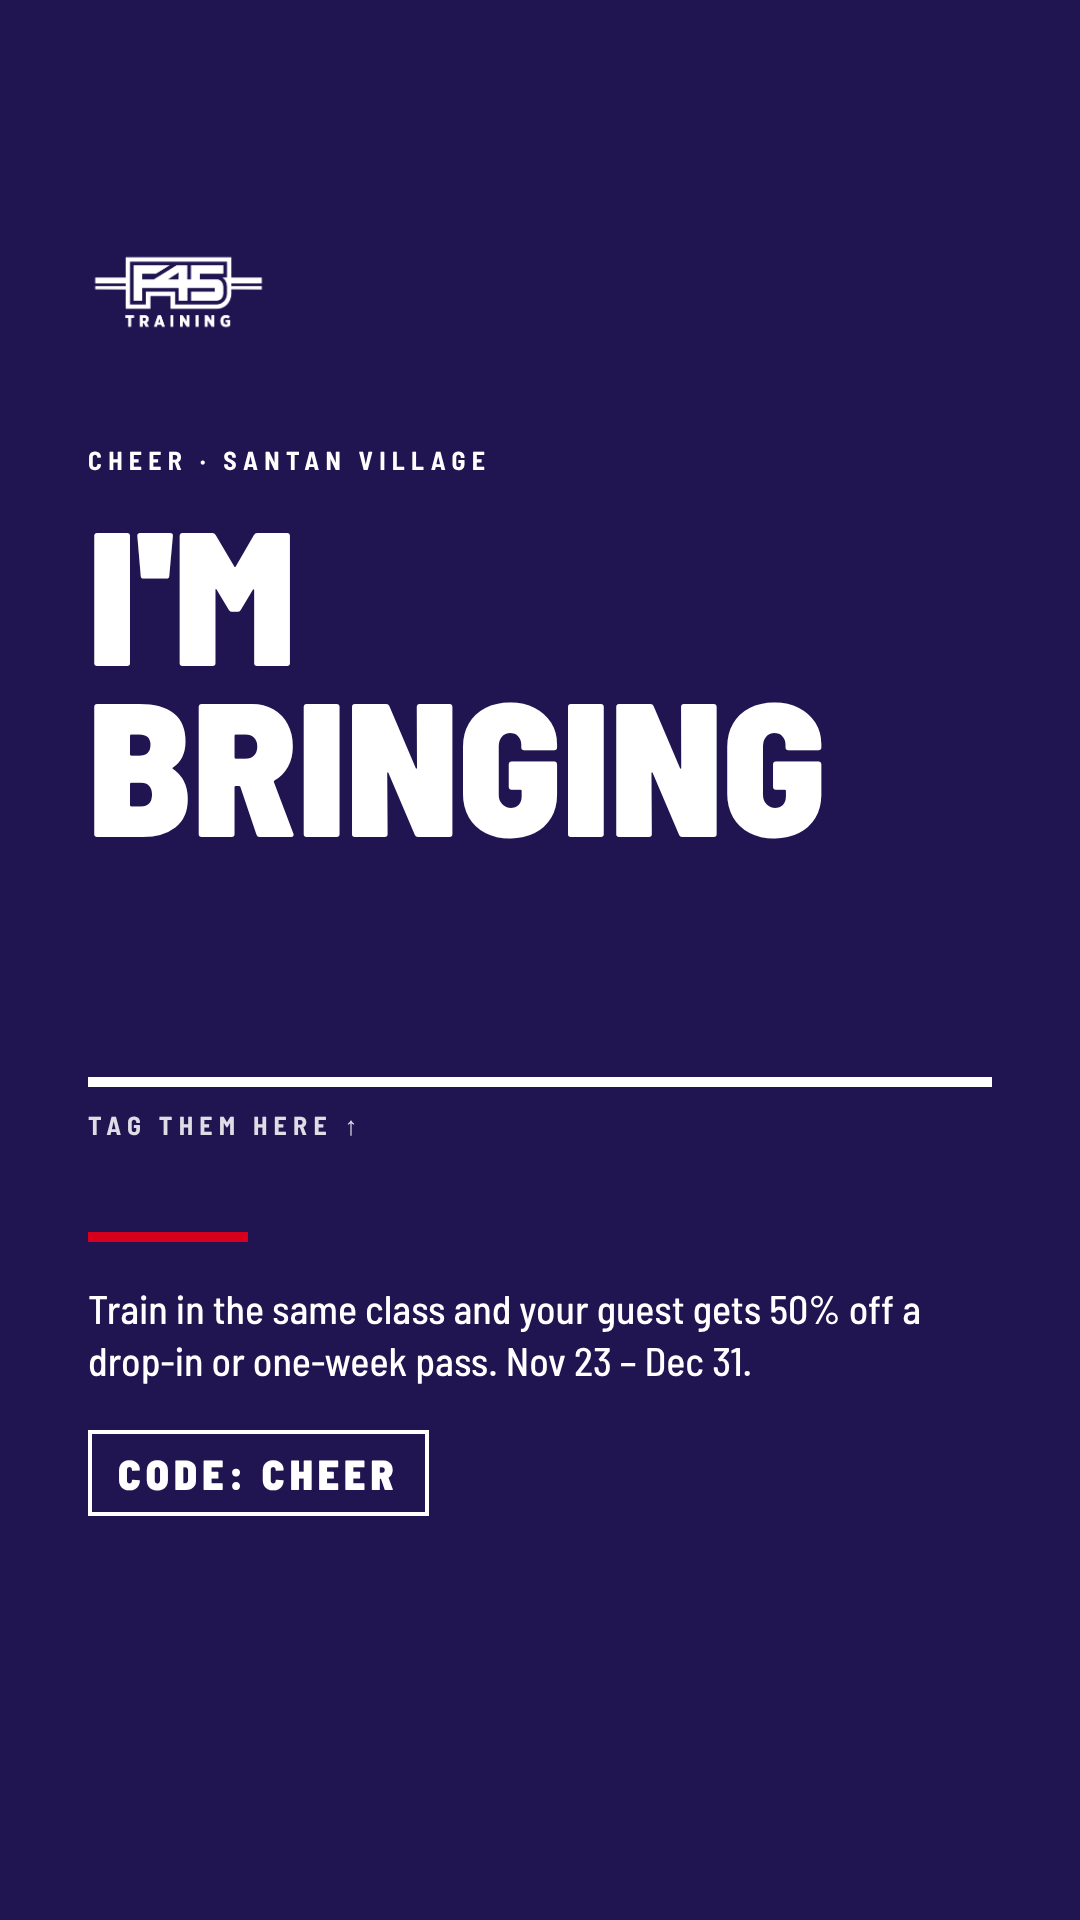 F45
TRAINING
CHEER · SANTAN VILLAGE
I'M
BRINGING
TAG THEM HERE ↑
Train in the same class and your guest gets 50% off a
drop-in or one-week pass. Nov 23 – Dec 31.
CODE: CHEER